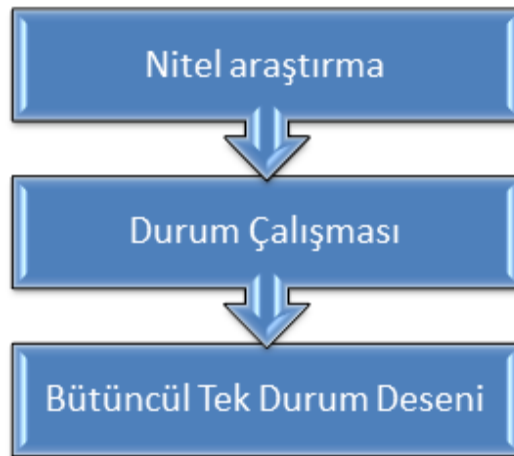 Nitel araştırma
Durum Çalışması
Bütüncül Tek Durum Deseni